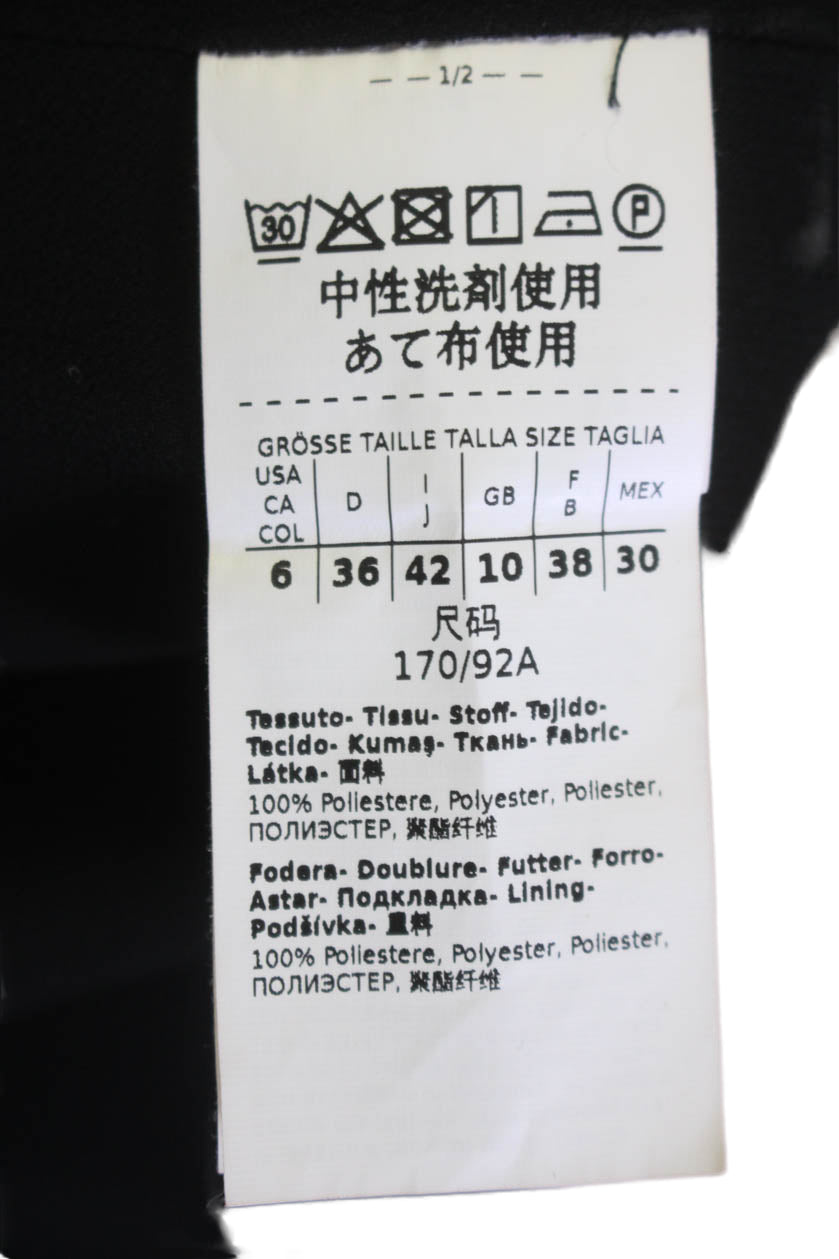 — — 1/2 — —
30 P
中性洗剤使用
あて布使用
GRÖSSE TAILLE TALLA SIZE TAGLIA
USA CA COL D I J GB F B MEX
6 36 42 10 38 30
尺码
170/92A
Tessuto- Tissu- Stoff- Tejido-
Tecido- Kumaş- Ткань- Fabric-
Látka- 面料
100% Poliestere, Polyester, Poliester,
ПОЛИЭСТЕР, 聚酯纤维
Fodera- Doublure- Futter- Forro-
Astar- Подкладка- Lining-
Podšívka- 里料
100% Poliestere, Polyester, Poliester,
ПОЛИЭСТЕР, 聚酯纤维